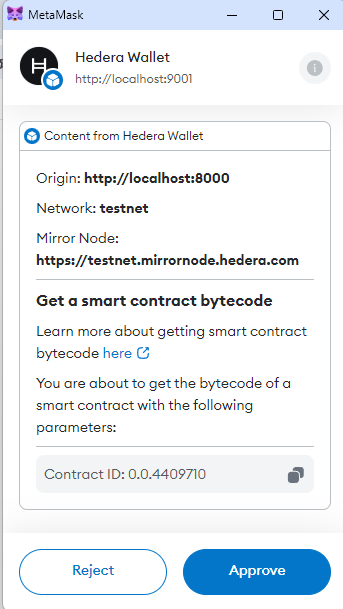 MetaMask
Hedera Wallet
http://localhost:9001
Content from Hedera Wallet
Origin: http://localhost:8000
Network: testnet
Mirror Node:
https://testnet.mirrornode.hedera.com
Get a smart contract bytecode
Learn more about getting smart contract
bytecode here
You are about to get the bytecode of a
smart contract with the following
parameters:
Contract ID: 0.0.4409710
Reject
Approve